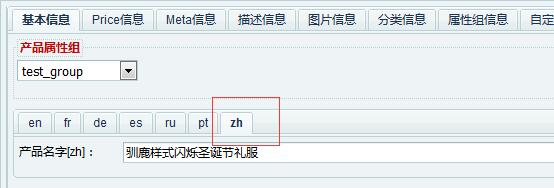 基本信息 Price信息 Meta信息 描述信息 图片信息 分类信息 属性组信息 自定
产品属性组
test_group
en fr de es ru pt zh
产品名字[zh]： 驯鹿样式闪烁圣诞节礼服